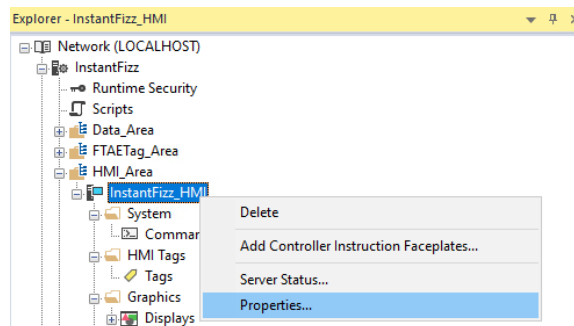 Explorer - InstantFizz_HMI
Network (LOCALHOST)
InstantFizz
Runtime Security
Scripts
Data_Area
FTAETag_Area
HMI_Area
InstantFizz_HMI
System
Delete
Comman
Add Controller Instruction Faceplates...
HMI Tags
Tags
Server Status...
Graphics
Properties...
Displays